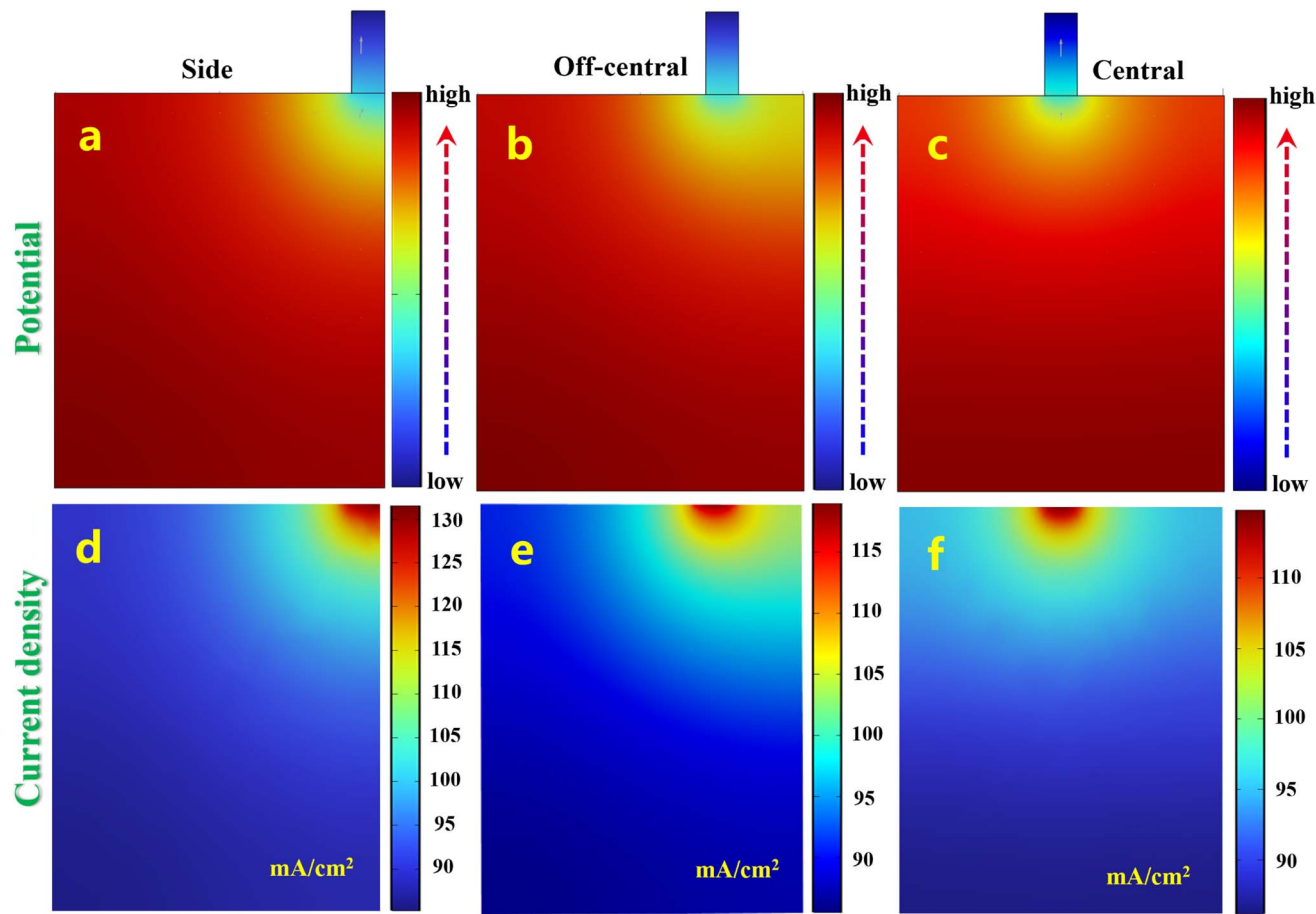 Side
Off-central
Central
high
high
high
a
b
c
Potential
low
low
low
d
e
f
130
125
120
115
110
105
100
95
90
115
110
105
100
95
90
110
105
100
95
90
Current density
mA/cm²
mA/cm²
mA/cm²